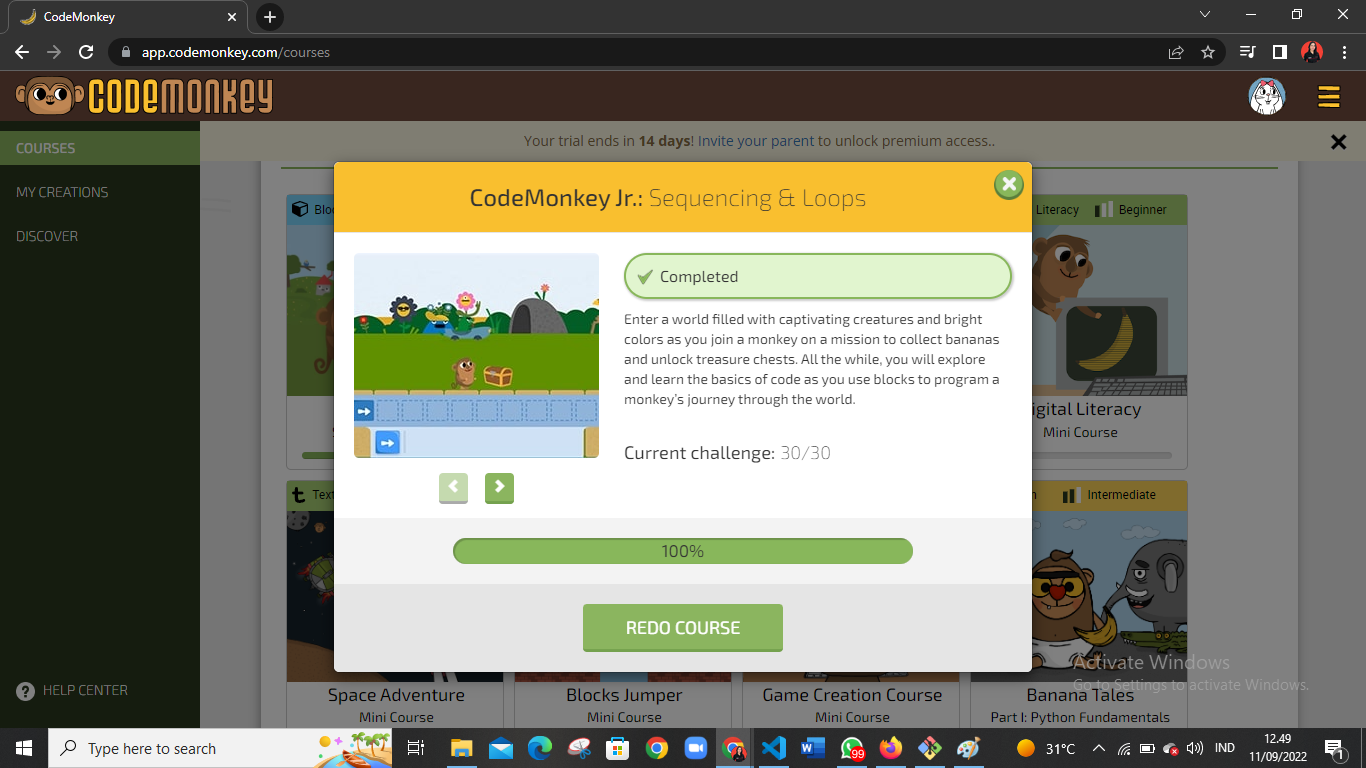 CodeMonkey
app.codemonkey.com/courses
CODEMONKEY
Your trial ends in 14 days! Invite your parent to unlock premium access..
COURSES
MY CREATIONS
DISCOVER
HELP CENTER
Literacy
Beginner
CodeMonkey Jr.: Sequencing & Loops
Completed
Enter a world filled with captivating creatures and bright
colors as you join a monkey on a mission to collect bananas
and unlock treasure chests. All the while, you will explore
and learn the basics of code as you use blocks to program a
monkey's journey through the world.
Current challenge: 30/30
100%
REDO COURSE
igital Literacy
Mini Course
t Text
Intermediate
Space Adventure
Mini Course
Blocks Jumper
Mini Course
Game Creation Course
Mini Course
Banana Tales
Part I: Python Fundamentals
Activate Windows
Go to Settings to activate Windows.
Type here to search
99
31°C
IND
12.49
11/09/2022
1